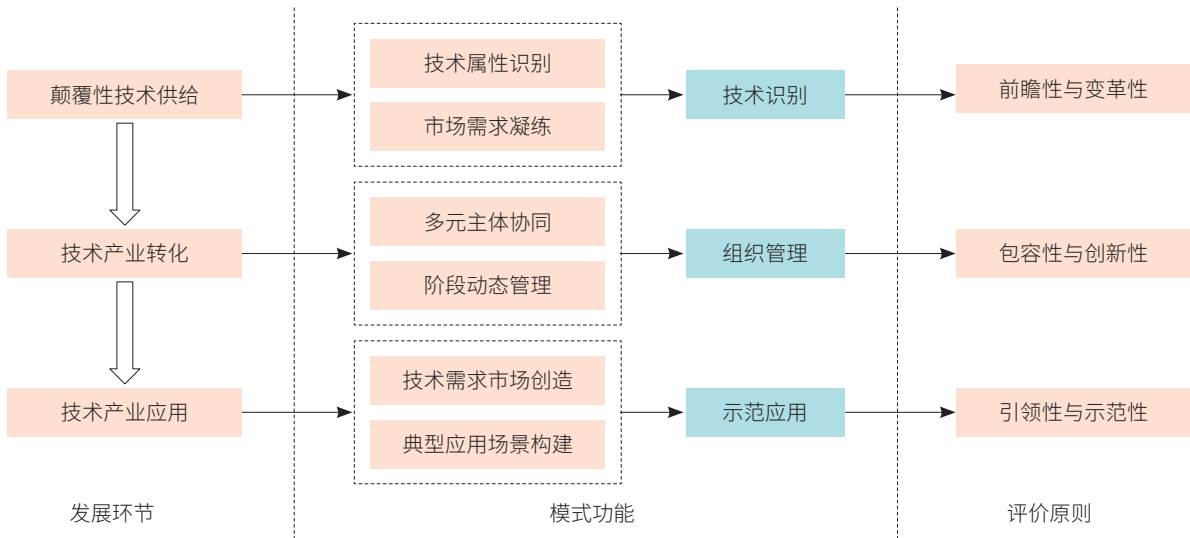 颠覆性技术供给
技术属性识别
市场需求凝练
技术识别
前瞻性与变革性
技术产业转化
多元主体协同
阶段动态管理
组织管理
包容性与创新性
技术产业应用
技术需求市场创造
典型应用场景构建
示范应用
引领性与示范性
发展环节
模式功能
评价原则